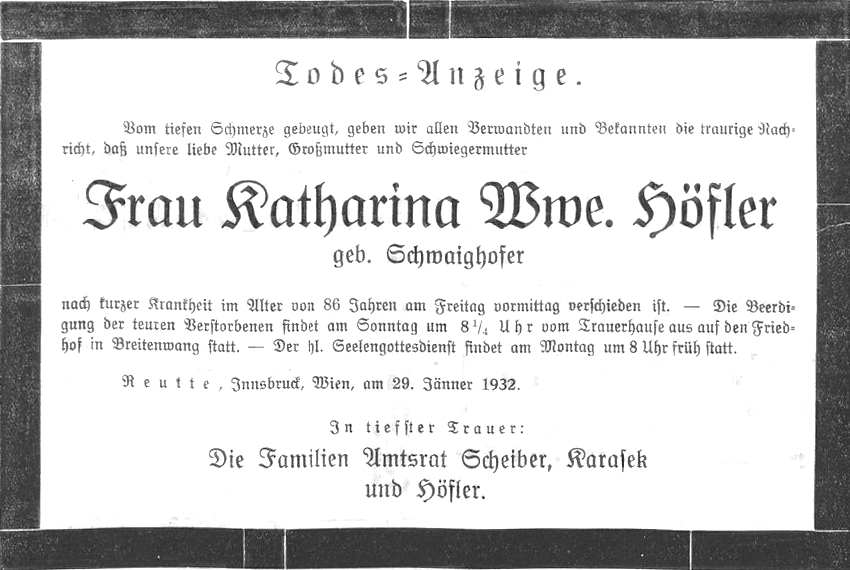 Todes-Anzeige.
Vom tiefen Schmerze gebeugt, geben wir allen Verwandten und Bekannten die traurige Nach-
richt, daß unsere liebe Mutter, Großmutter und Schwiegermutter
Frau Katharina Wwe. Höfler
geb. Schwaighofer
nach kurzer Krankheit im Alter von 86 Jahren am Freitag vormittag verschieden ist. — Die Beerdi-
gung der teuren Verstorbenen findet am Sonntag um 8 1/4 Uhr vom Trauerhause aus auf den Fried-
hof in Breitenwang statt. — Der hl. Seelengottesdienst findet am Montag um 8 Uhr früh statt.
Reutte, Innsbruck, Wien, am 29. Jänner 1932.
In tiefster Trauer:
Die Familien Amtsrat Scheiber, Karasek
und Höfler.